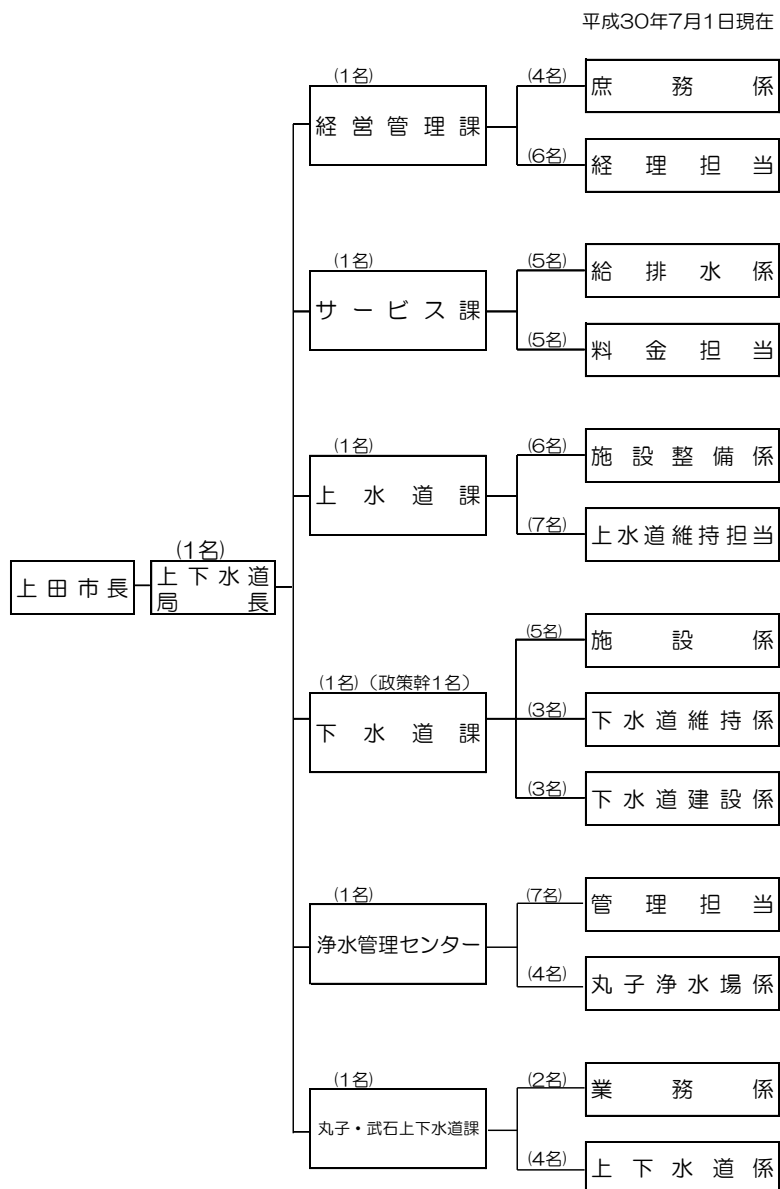 平成30年7月1日現在
上田市長
(1名)
上下水道
局長
(1名)
経営管理課
(4名)
庶務係
(6名)
経理担当
(1名)
サービス課
(5名)
給排水係
(5名)
料金担当
(1名)
上水道課
(6名)
施設整備係
(7名)
上水道維持担当
(1名)（政策幹1名）
下水道課
(5名)
施設係
(3名)
下水道維持係
(3名)
下水道建設係
(1名)
浄水管理センター
(7名)
管理担当
(4名)
丸子浄水場係
(1名)
丸子・武石上下水道課
(2名)
業務係
(4名)
上下水道係